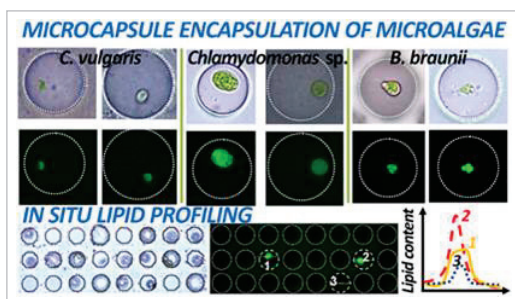 MICROCAPSULE ENCAPSULATION OF MICROALGAE
C. vulgaris Chlamydomonas sp. B. braunii
IN SITU LIPID PROFILING
1 2 3
Lipid content
2
1
3